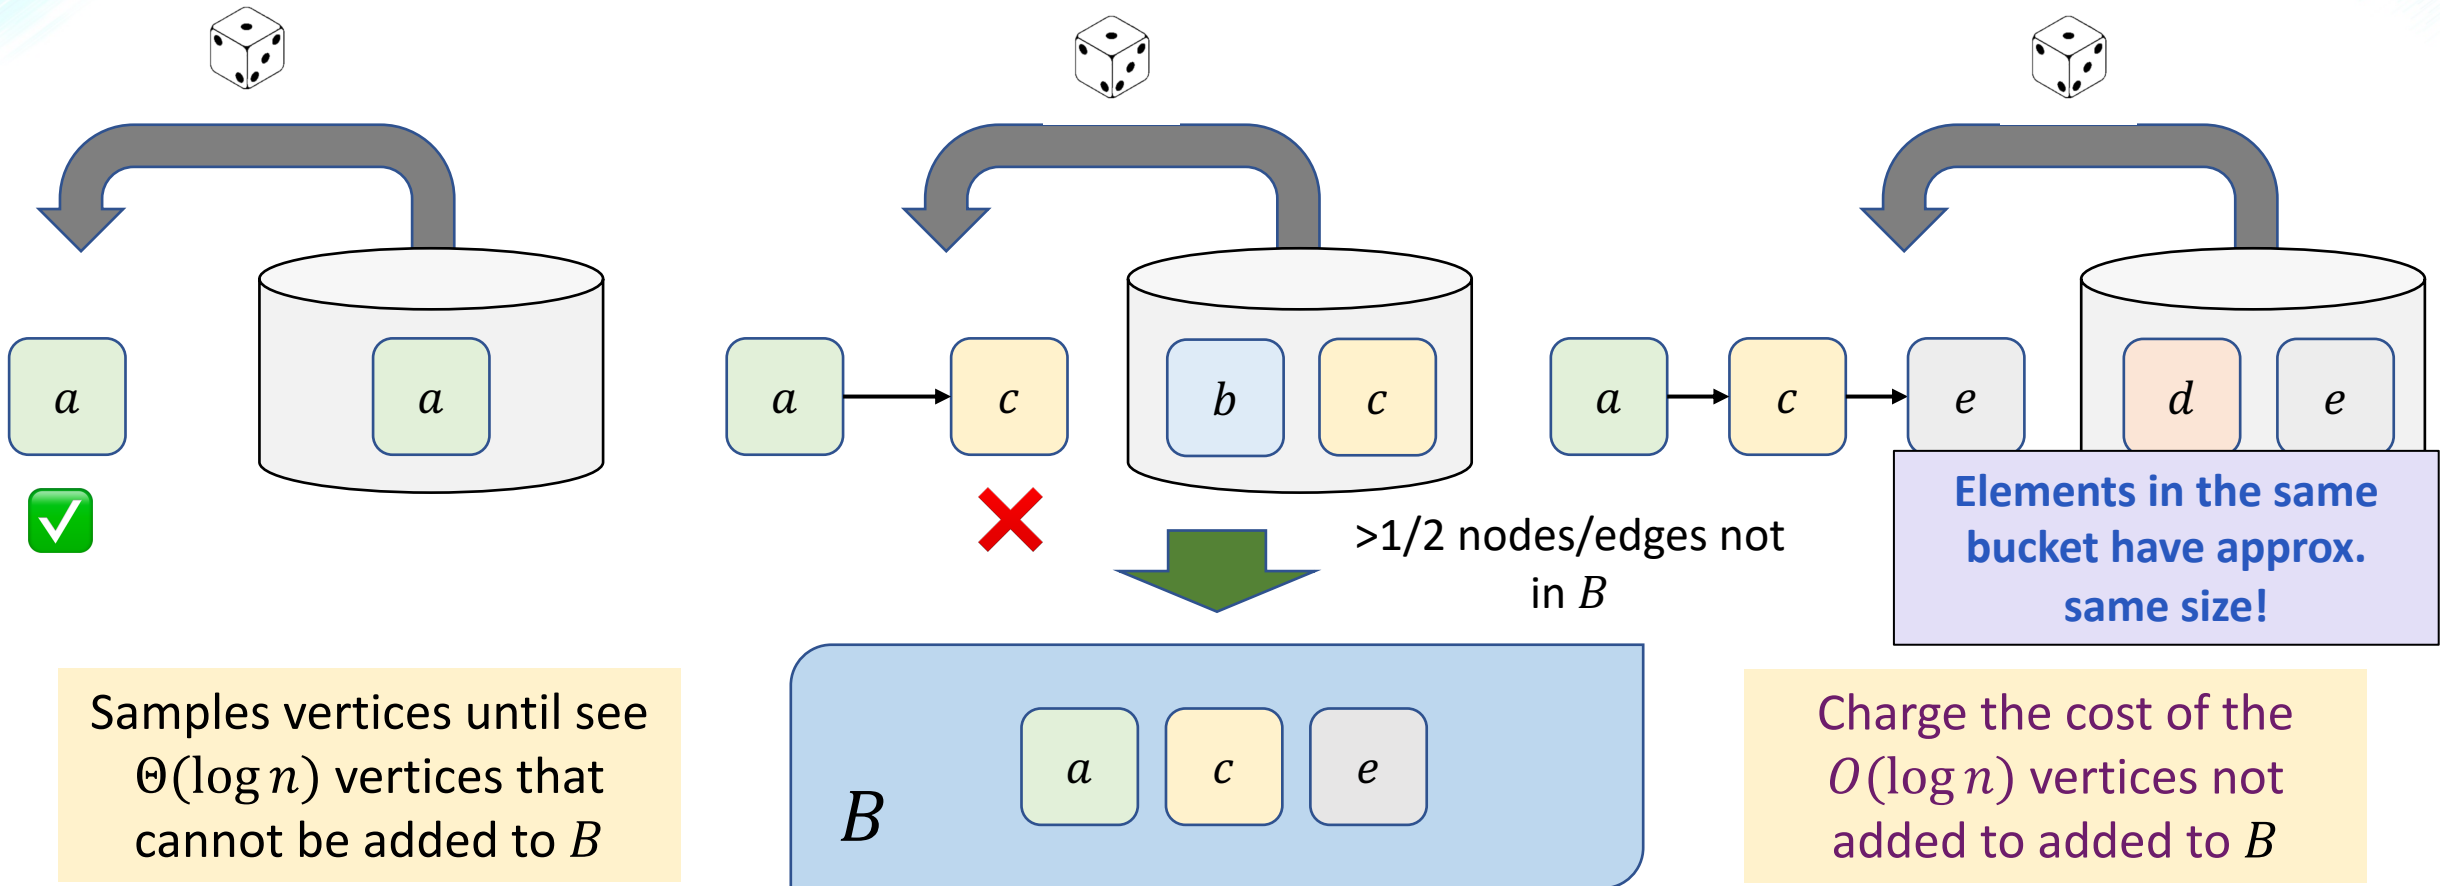 a
a
a
c
b
c
a
c
e
d
e
>1/2 nodes/edges not
in B
Elements in the same
bucket have approx.
same size!
Samples vertices until see
Θ(log n) vertices that
cannot be added to B
B
a
c
e
Charge the cost of the
O(log n) vertices not
added to added to B